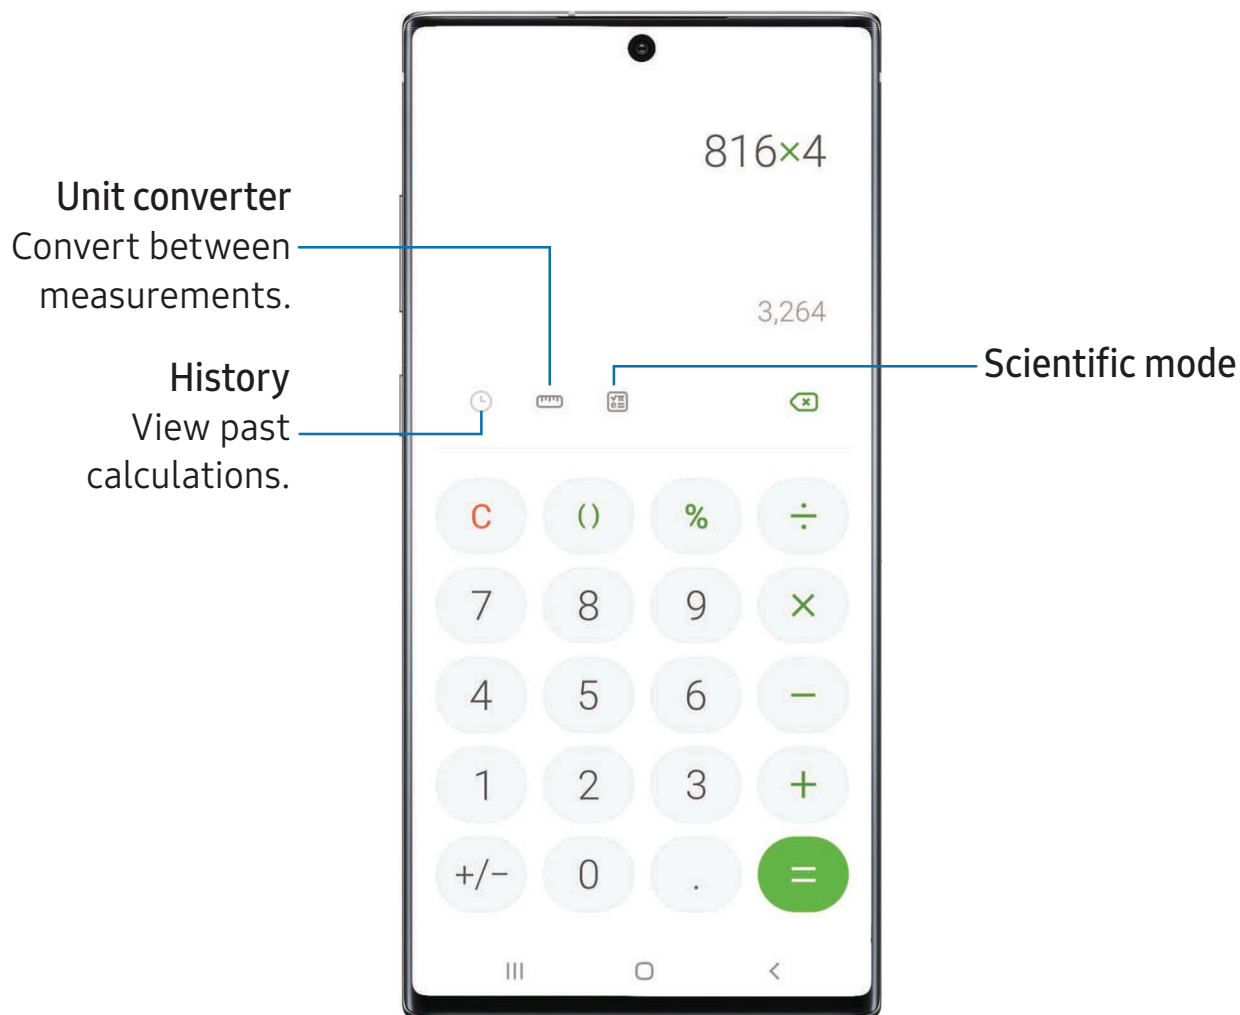 816×4
Unit converter
Convert between
measurements.
3,264
History
View past
calculations.
Scientific mode
√π
e=
C () % ÷
7 8 9 ×
4 5 6 −
1 2 3 +
+/− 0 . =